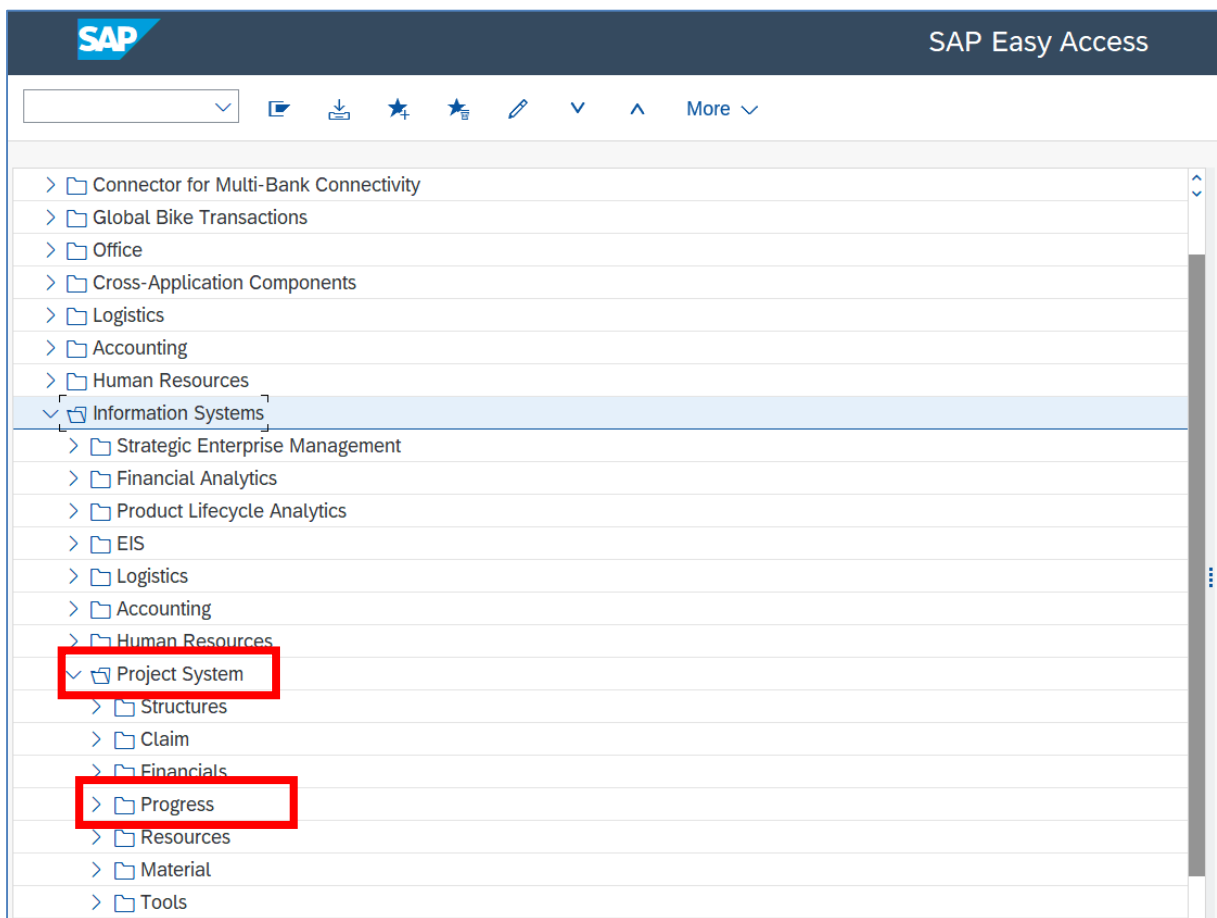 SAP
SAP Easy Access
More
Connector for Multi-Bank Connectivity
Global Bike Transactions
Office
Cross-Application Components
Logistics
Accounting
Human Resources
Information Systems
Strategic Enterprise Management
Financial Analytics
Product Lifecycle Analytics
EIS
Logistics
Accounting
Human Resources
Project System
Structures
Claim
Financials
Progress
Resources
Material
Tools